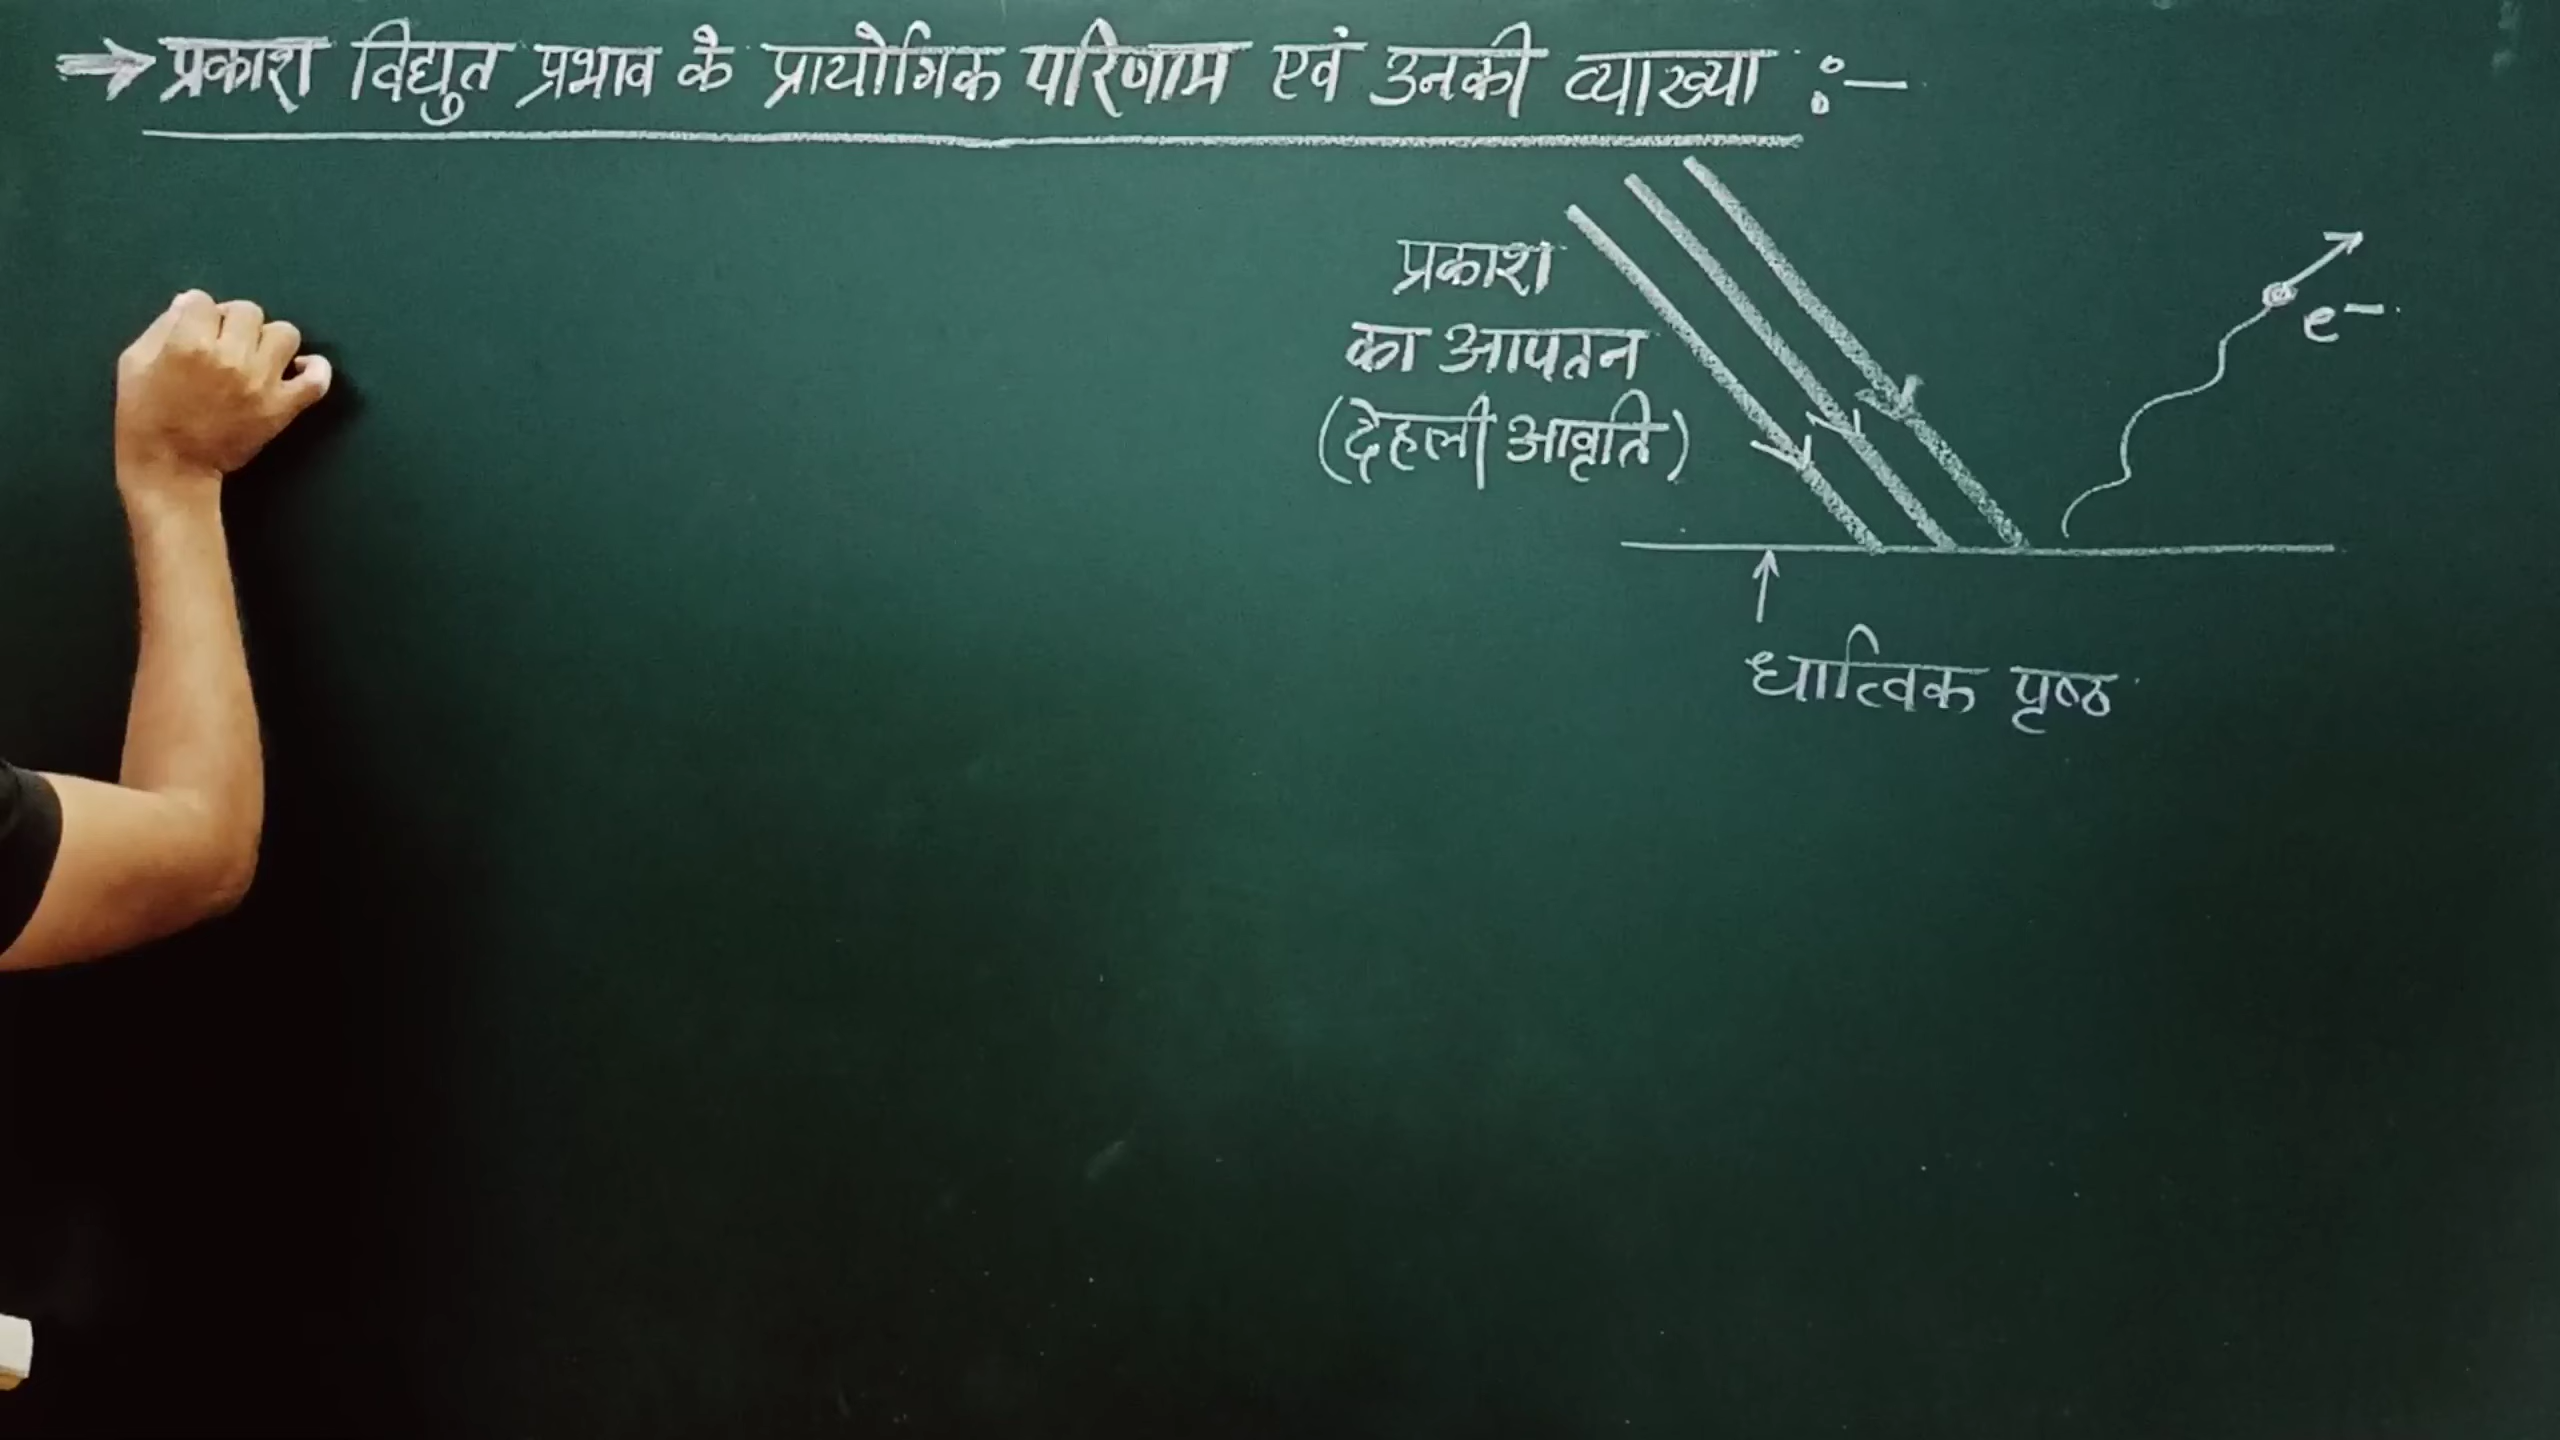 → प्रकाश विद्युत प्रभाव के प्रायोगिक परिणाम एवं उनकी व्याख्या :-
प्रकाश
का आपतन
(देहली आवृति)
e-
धात्विक पृष्ठ